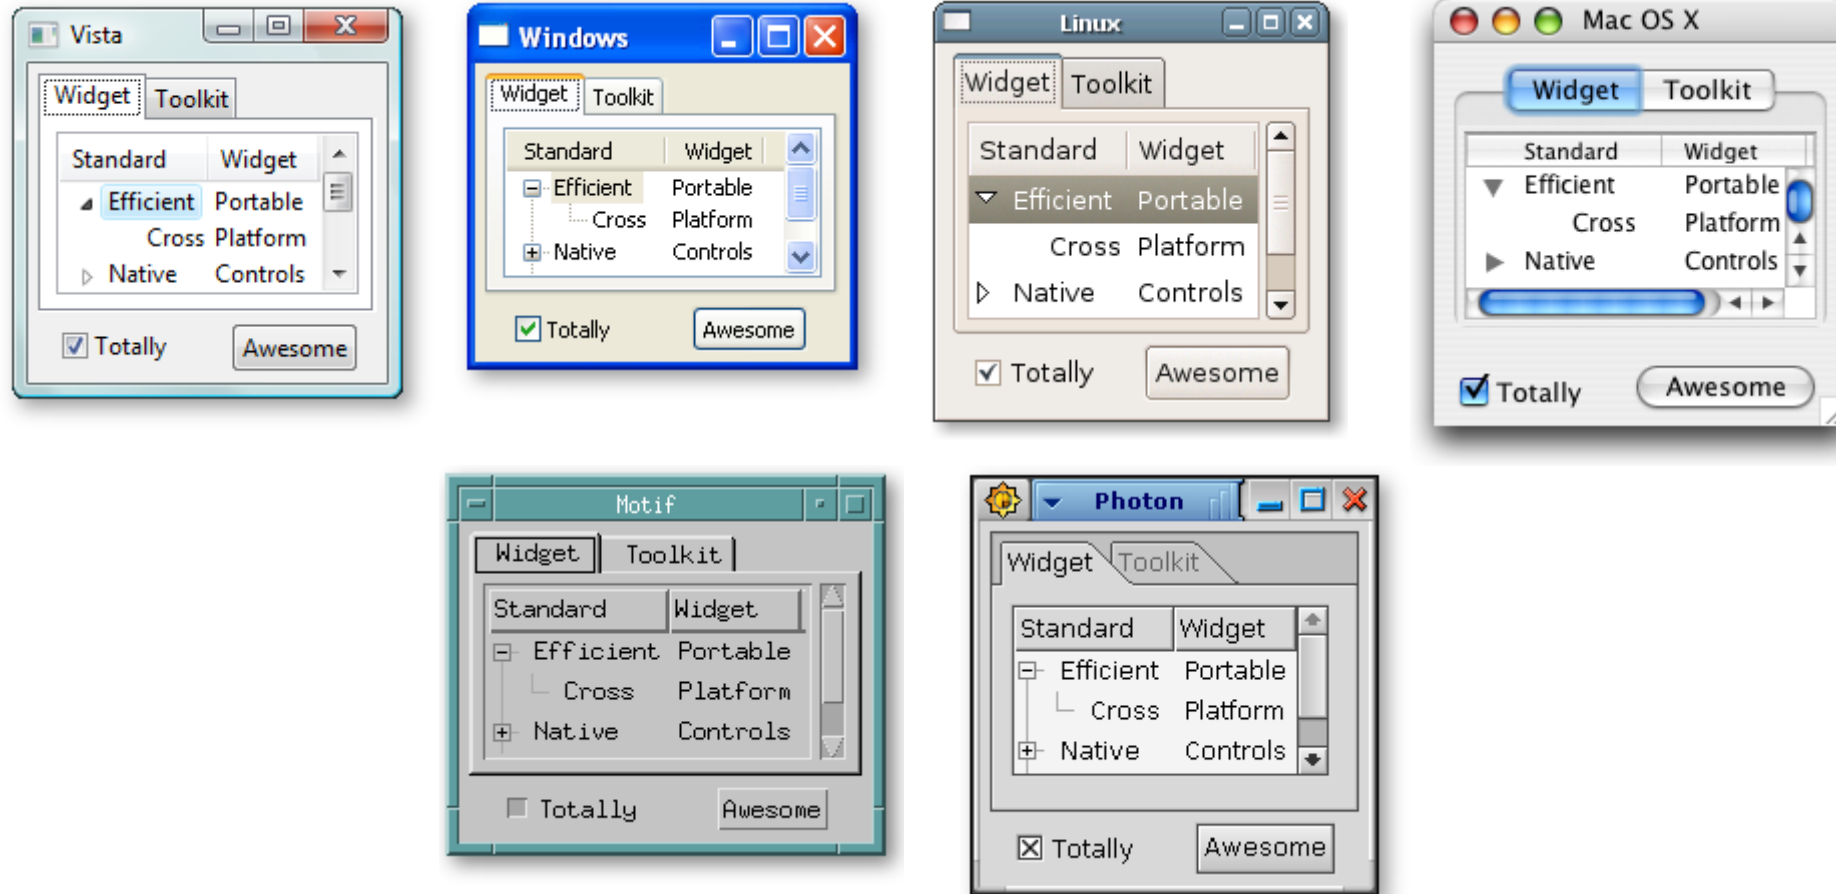 Vista
Widget Toolkit
Standard Widget
Efficient Portable
Cross Platform
Native Controls
Totally Awesome
Windows
Widget Toolkit
Standard Widget
Efficient Portable
Cross Platform
Native Controls
Totally Awesome
Linux
Widget Toolkit
Standard Widget
Efficient Portable
Cross Platform
Native Controls
Totally Awesome
Mac OS X
Widget Toolkit
Standard Widget
Efficient Portable
Cross Platform
Native Controls
Totally Awesome
Motif
Widget Toolkit
Standard Widget
Efficient Portable
Cross Platform
Native Controls
Totally Awesome
Photon
Widget Toolkit
Standard Widget
Efficient Portable
Cross Platform
Native Controls
Totally Awesome